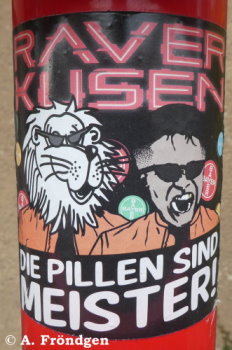 RAVER
KUSEN
DIE PILLEN SIND
MEISTER!
© A. Fröndgen